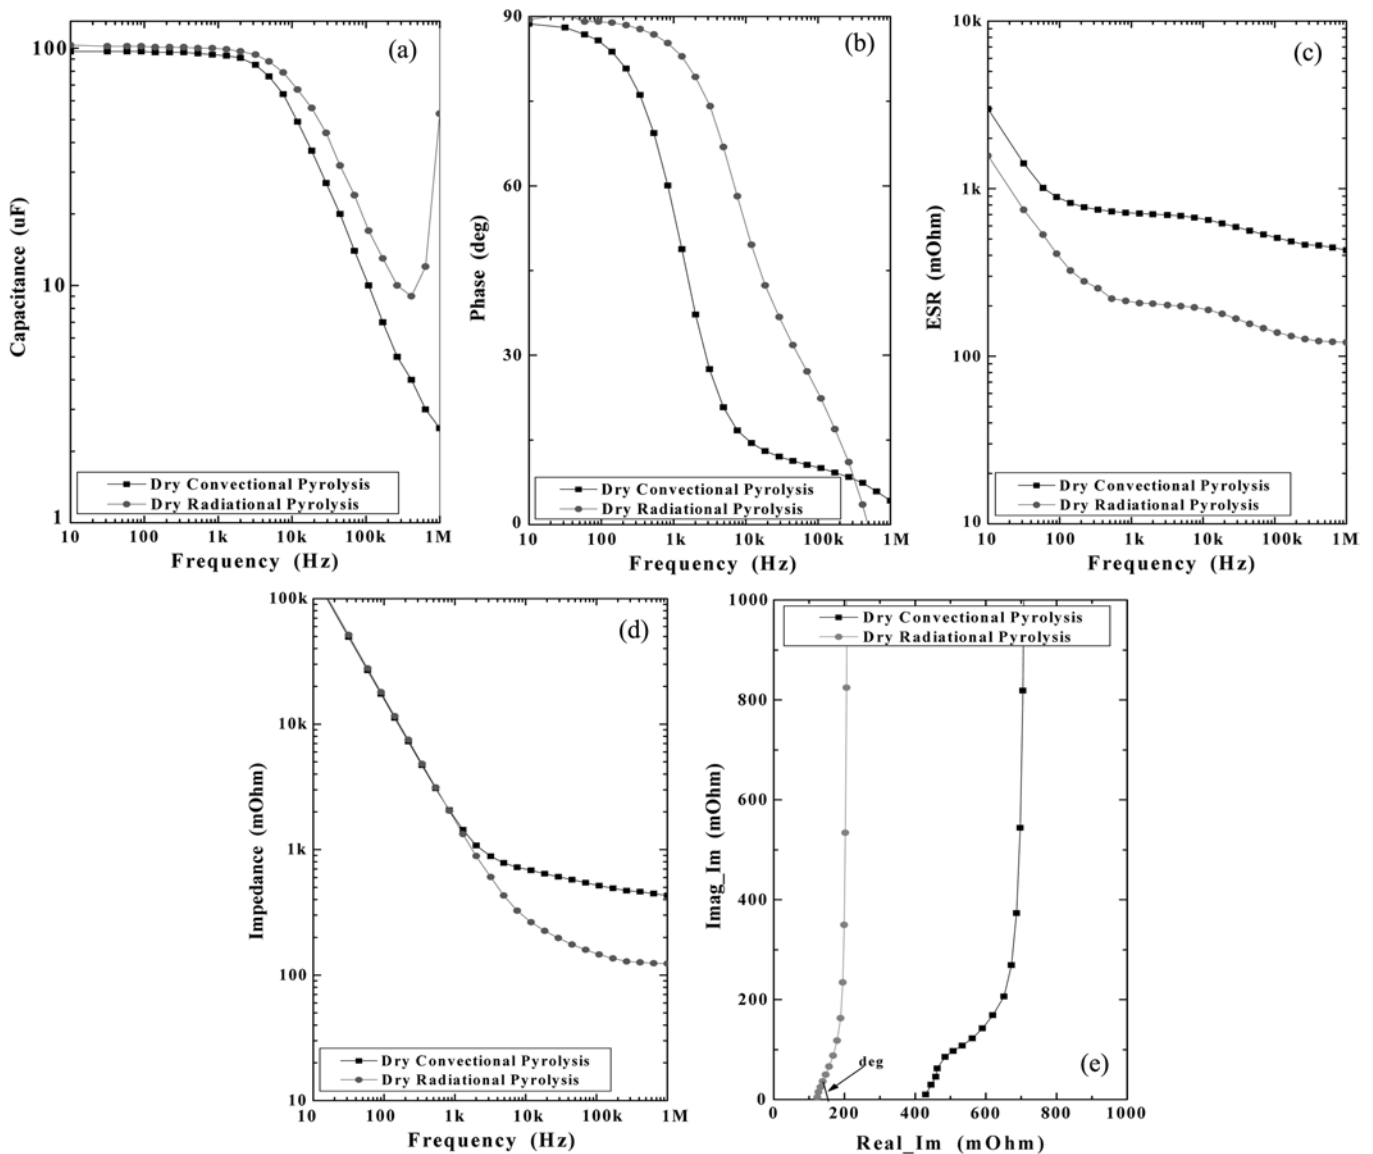 (a)
100
10
1
Capacitance (uF)
Dry Convectional Pyrolysis
Dry Radiational Pyrolysis
10 100 1k 10k 100k 1M
Frequency (Hz)
(b)
90
60
30
0
Phase (deg)
Dry Convectional Pyrolysis
Dry Radiational Pyrolysis
10 100 1k 10k 100k 1M
Frequency (Hz)
(c)
10k
1k
100
10
ESR (mOhm)
Dry Convectional Pyrolysis
Dry Radiational Pyrolysis
10 100 1k 10k 100k 1M
Frequency (Hz)
(d)
100k
10k
1k
100
10
Impedance (mOhm)
Dry Convectional Pyrolysis
Dry Radiational Pyrolysis
10 100 1k 10k 100k 1M
Frequency (Hz)
1000
800
600
400
200
0
Imag_Im (mOhm)
Dry Convectional Pyrolysis
Dry Radiational Pyrolysis
deg
(e)
0 200 400 600 800 1000
Real_Im (mOhm)